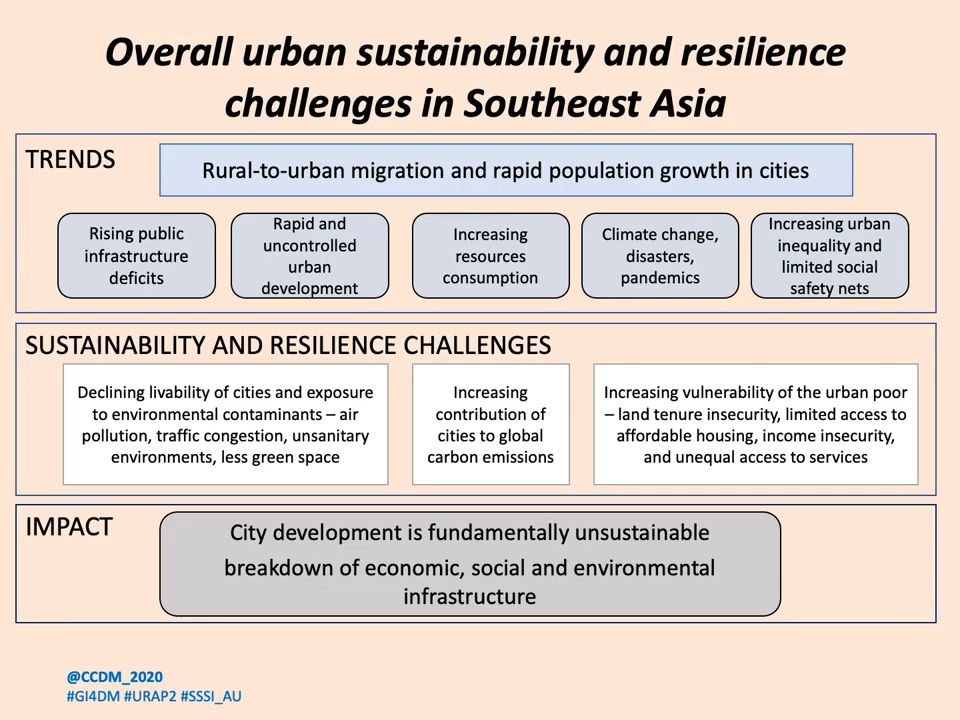 Overall urban sustainability and resilience
challenges in Southeast Asia
TRENDS
Rural-to-urban migration and rapid population growth in cities
Rising public
infrastructure
deficits
Rapid and
uncontrolled
urban
development
Increasing
resources
consumption
Climate change,
disasters,
pandemics
Increasing urban
inequality and
limited social
safety nets
SUSTAINABILITY AND RESILIENCE CHALLENGES
Declining livability of cities and exposure
to environmental contaminants – air
pollution, traffic congestion, unsanitary
environments, less green space
Increasing
contribution of
cities to global
carbon emissions
Increasing vulnerability of the urban poor
– land tenure insecurity, limited access to
affordable housing, income insecurity,
and unequal access to services
IMPACT
City development is fundamentally unsustainable
breakdown of economic, social and environmental
infrastructure
@CCDM_2020
#GI4DM #URAP2 #SSSI_AU